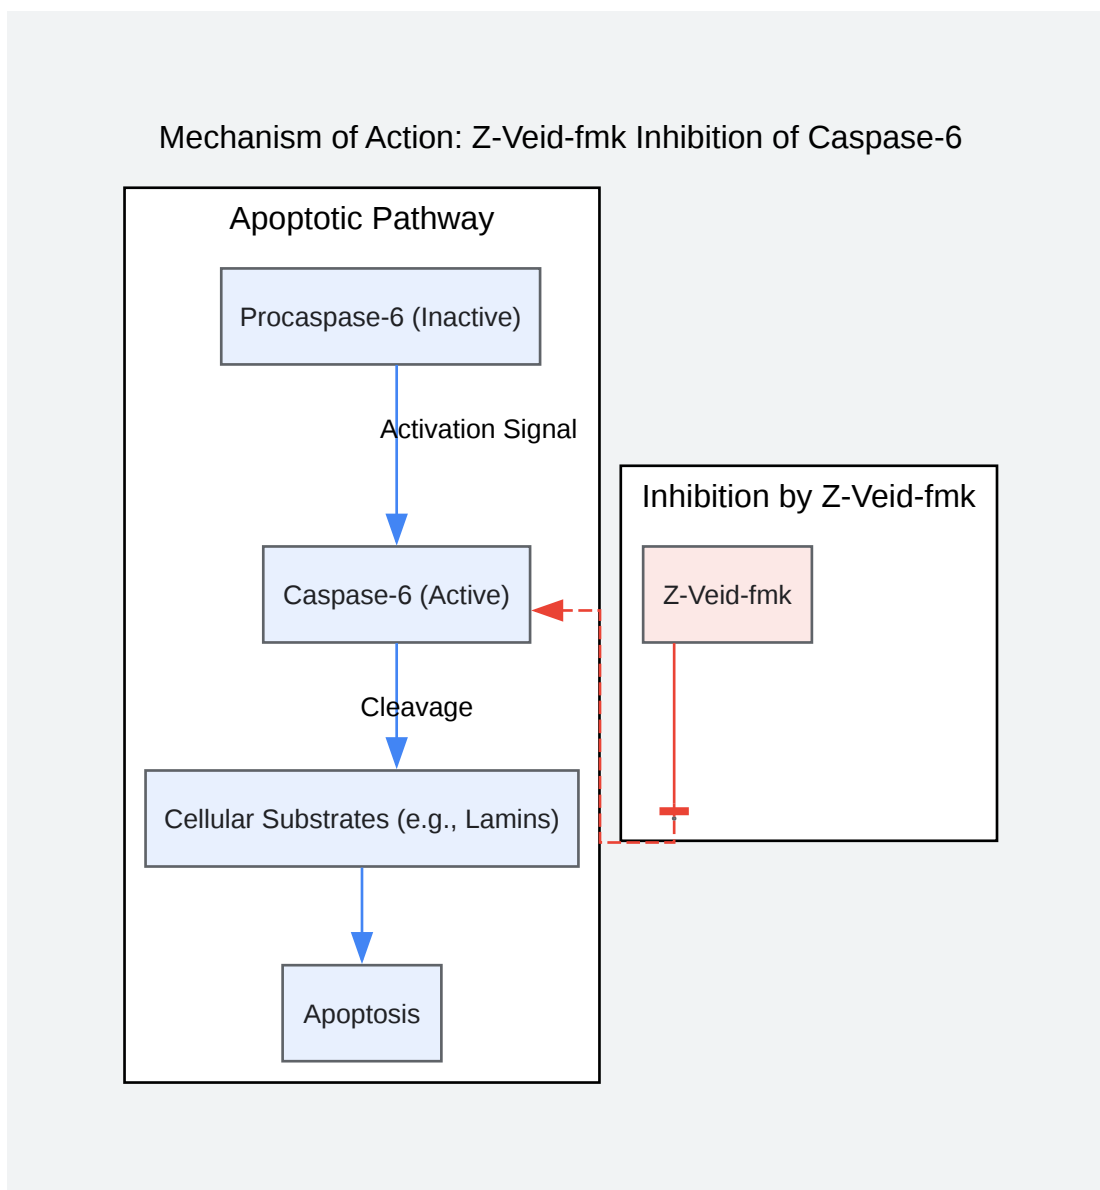 Mechanism of Action: Z-Veid-fmk Inhibition of Caspase-6
Apoptotic Pathway
Procaspase-6 (Inactive)
Activation Signal
Caspase-6 (Active)
Cleavage
Cellular Substrates (e.g., Lamins)
Apoptosis
Inhibition by Z-Veid-fmk
Z-Veid-fmk